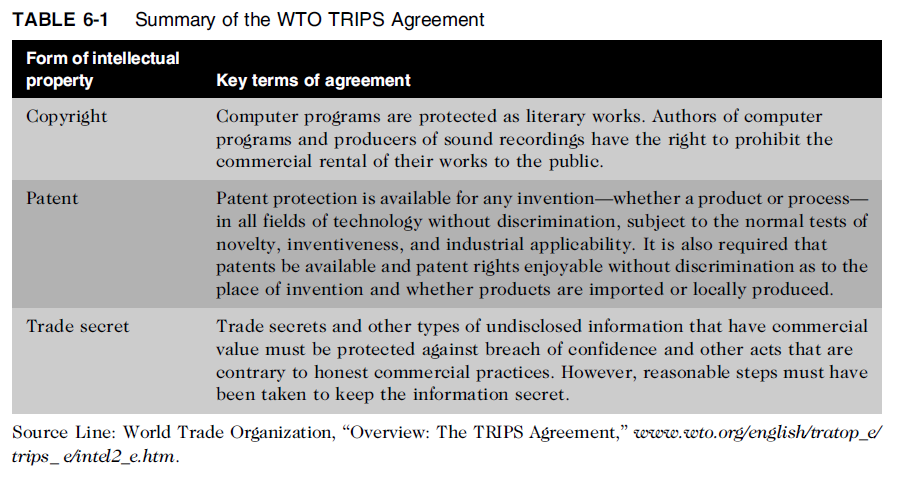 TABLE 6-1 Summary of the WTO TRIPS Agreement
Form of intellectual
property Key terms of agreement
Copyright Computer programs are protected as literary works. Authors of computer
programs and producers of sound recordings have the right to prohibit the
commercial rental of their works to the public.
Patent Patent protection is available for any invention—whether a product or process—
in all fields of technology without discrimination, subject to the normal tests of
novelty, inventiveness, and industrial applicability. It is also required that
patents be available and patent rights enjoyable without discrimination as to the
place of invention and whether products are imported or locally produced.
Trade secret Trade secrets and other types of undisclosed information that have commercial
value must be protected against breach of confidence and other acts that are
contrary to honest commercial practices. However, reasonable steps must have
been taken to keep the information secret.
Source Line: World Trade Organization, “Overview: The TRIPS Agreement,” www.wto.org/english/tratop_e/
trips_ e/intel2_e.htm.